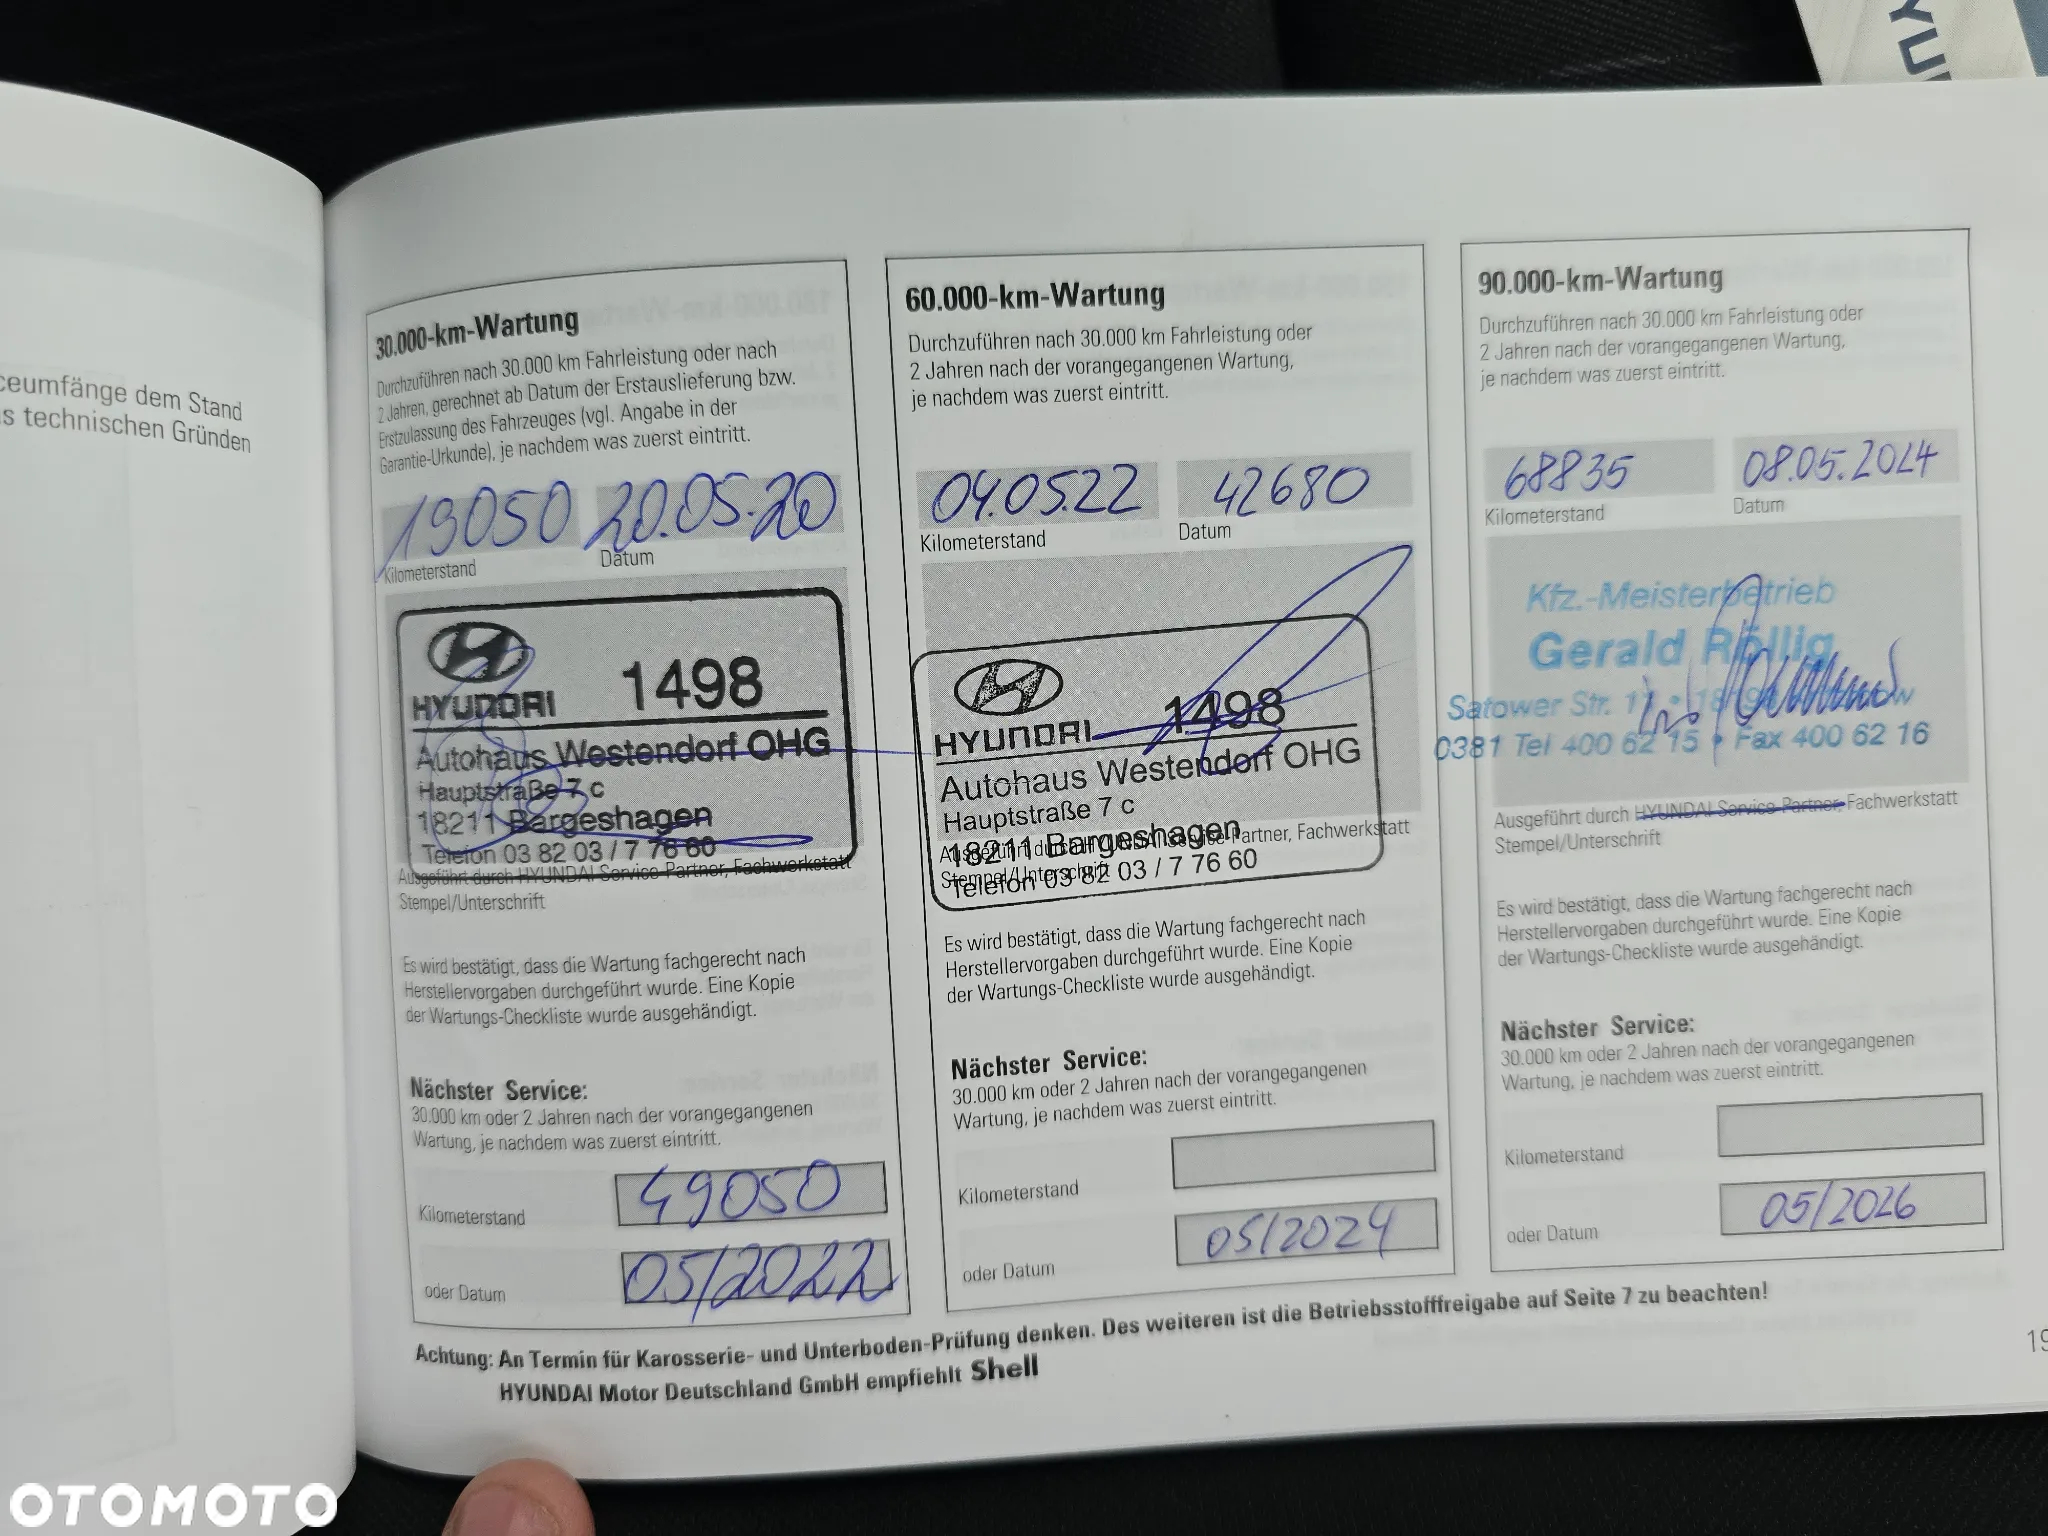 YUN
ceumfänge dem Stand
s technischen Gründen
30.000-km-Wartung
Durchzuführen nach 30.000 km Fahrleistung oder nach
2 Jahren, gerechnet ab Datum der Erstauslieferung bzw.
Erstzulassung des Fahrzeuges (vgl. Angabe in der
Garantie-Urkunde), je nachdem was zuerst eintritt.
19050 20.05.20
Kilometerstand Datum
HYUNDAI 1498
Autohaus Westendorf OHG
Hauptstraße 7 c
18211 Bargeshagen
Telefon 03 82 03 / 7 76 60
Ausgeführt durch HYUNDAI Service-Partner, Fachwerkstatt
Stempel/Unterschrift
Es wird bestätigt, dass die Wartung fachgerecht nach
Herstellervorgaben durchgeführt wurde. Eine Kopie
der Wartungs-Checkliste wurde ausgehändigt.
Nächster Service:
30.000 km oder 2 Jahren nach der vorangegangenen
Wartung, je nachdem was zuerst eintritt.
Kilometerstand 49050
oder Datum 05/2022
60.000-km-Wartung
Durchzuführen nach 30.000 km Fahrleistung oder
2 Jahren nach der vorangegangenen Wartung,
je nachdem was zuerst eintritt.
04.05.22 42680
Kilometerstand Datum
HYUNDAI 1498
Autohaus Westendorf OHG
Hauptstraße 7 c
18211 Bargeshagen
Telefon 03 82 03 / 7 76 60
Ausgeführt durch HYUNDAI Service-Partner, Fachwerkstatt
Stempel/Unterschrift
Es wird bestätigt, dass die Wartung fachgerecht nach
Herstellervorgaben durchgeführt wurde. Eine Kopie
der Wartungs-Checkliste wurde ausgehändigt.
Nächster Service:
30.000 km oder 2 Jahren nach der vorangegangenen
Wartung, je nachdem was zuerst eintritt.
Kilometerstand
oder Datum 05/2024
90.000-km-Wartung
Durchzuführen nach 30.000 km Fahrleistung oder
2 Jahren nach der vorangegangenen Wartung,
je nachdem was zuerst eintritt.
68835 08.05.2024
Kilometerstand Datum
Kfz.-Meisterbetrieb
Gerald Röllig
Satower Str.
0381 Tel 400 62 15 • Fax 400 62 16
Ausgeführt durch HYUNDAI Service-Partner, Fachwerkstatt
Stempel/Unterschrift
Es wird bestätigt, dass die Wartung fachgerecht nach
Herstellervorgaben durchgeführt wurde. Eine Kopie
der Wartungs-Checkliste wurde ausgehändigt.
Nächster Service:
30.000 km oder 2 Jahren nach der vorangegangenen
Wartung, je nachdem was zuerst eintritt.
Kilometerstand
oder Datum 05/2026
Achtung: An Termin für Karosserie- und Unterboden-Prüfung denken. Des weiteren ist die Betriebsstofffreigabe auf Seite 7 zu beachten!
HYUNDAI Motor Deutschland GmbH empfiehlt Shell
19
OTOMOTO